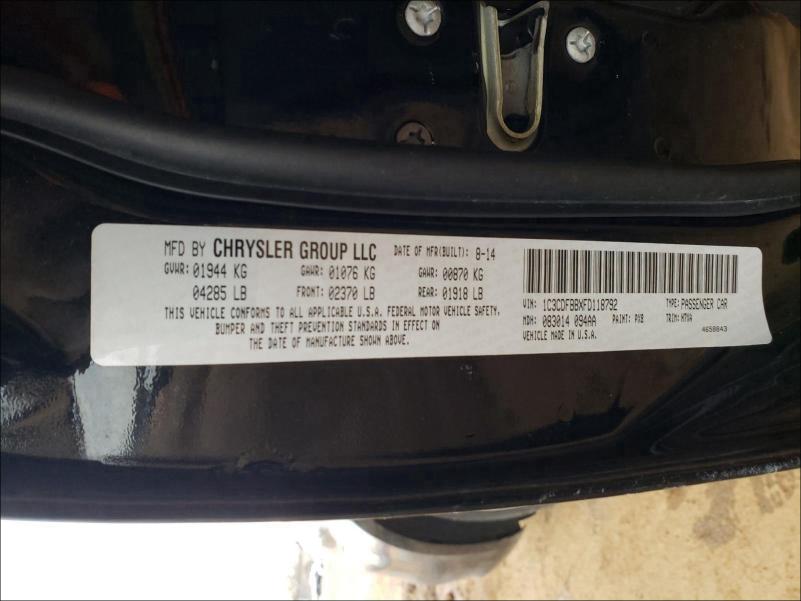 MFD BY CHRYSLER GROUP LLC DATE OF MFR(BUILT): 8-14
GVWR: 01944 KG GAWR: 01076 KG GAWR: 00870 KG
04285 LB FRONT: 02370 LB REAR: 01918 LB
THIS VEHICLE CONFORMS TO ALL APPLICABLE U.S.A. FEDERAL MOTOR VEHICLE SAFETY,
BUMPER AND THEFT PREVENTION STANDARDS IN EFFECT ON
THE DATE OF MANUFACTURE SHOWN ABOVE.
VIN: 1C3CDFBBXFD118792 TYPE: PASSENGER CAR
MDH: 083014 094AA PAINT: PX8 TRIM:
VEHICLE MADE IN U.S.A. 4658843